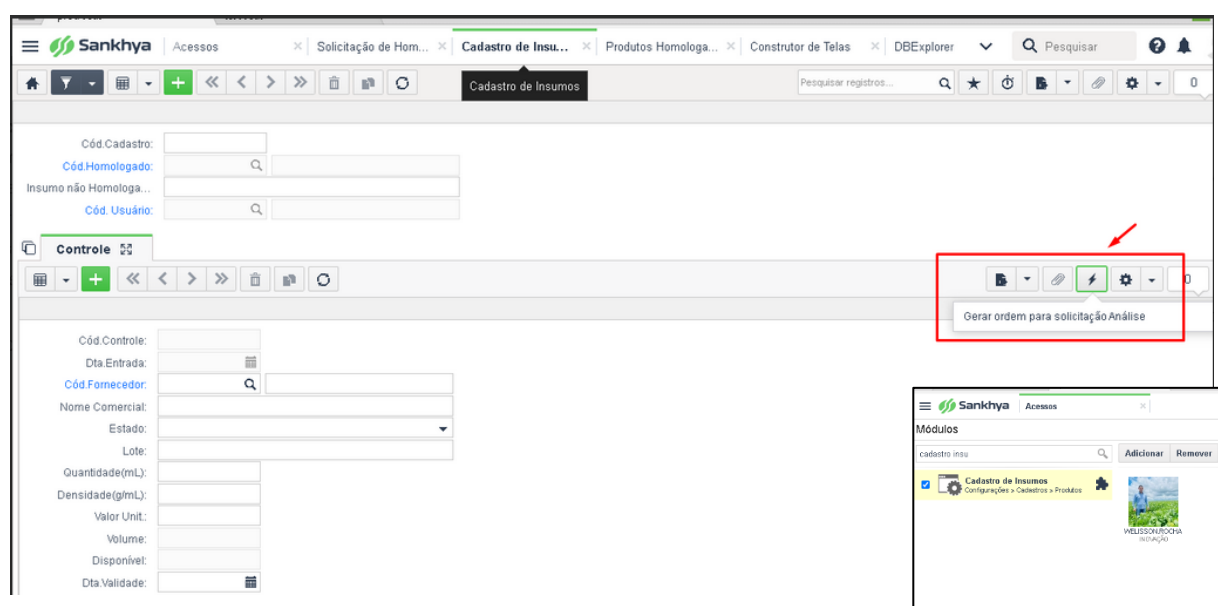 Sankhya Acessos Solicitação de Hom... Cadastro de Insu... Produtos Homologa... Construtor de Telas DBExplorer Pesquisar
Cadastro de Insumos Pesquisar registros... 0
Cód.Cadastro:
Cód.Homologado:
Insumo não Homologa...
Cód. Usuário:
Controle
0
Gerar ordem para solicitação Análise
Cód.Controle:
Dta.Entrada:
Cód.Fornecedor:
Nome Comercial:
Estado:
Lote:
Quantidade(mL):
Densidade(g/mL):
Valor Unit.:
Volume:
Disponível:
Dta.Validade:
Sankhya Acessos
Módulos
cadastro insu Adicionar Remover
Cadastro de Insumos
Configurações » Cadastros » Produtos
WELISSON.ROCHA
INOVAÇÃO